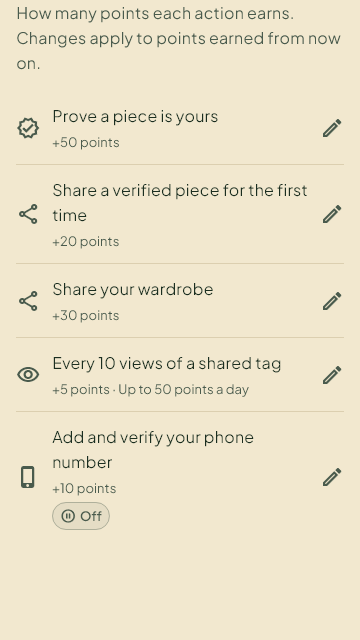 How many points each action earns.
Changes apply to points earned from now
on.
Prove a piece is yours
+50 points
Share a verified piece for the first
time
+20 points
Share your wardrobe
+30 points
Every 10 views of a shared tag
+5 points · Up to 50 points a day
Add and verify your phone
number
+10 points
Off